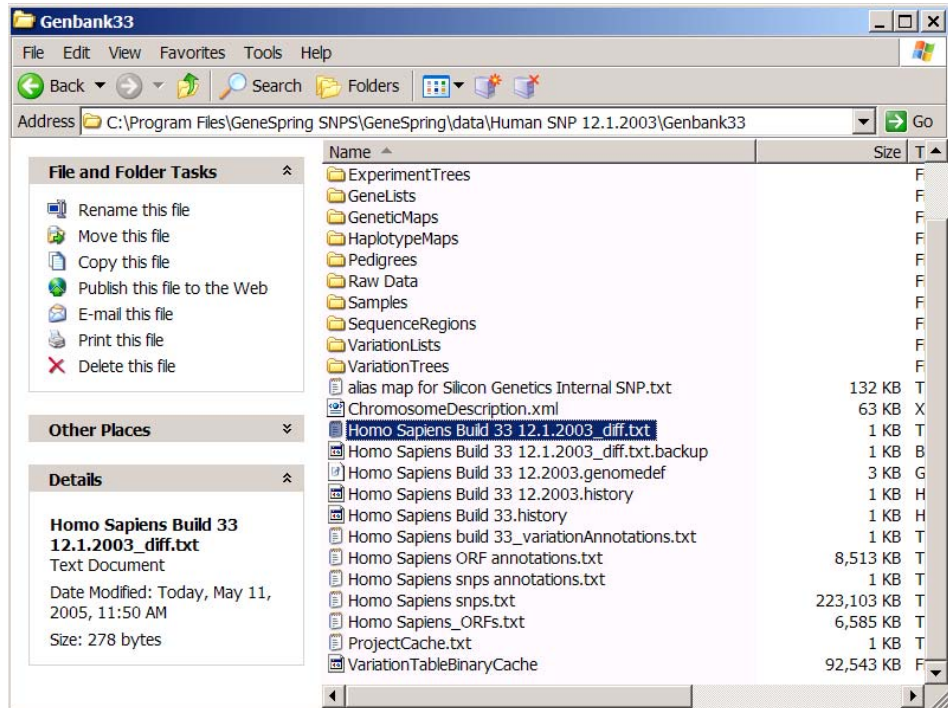 Genbank33
File Edit View Favorites Tools Help
Back Search Folders
Address C:\Program Files\GeneSpring SNPS\GeneSpring\data\Human SNP 12.1.2003\Genbank33 Go
File and Folder Tasks
Rename this file
Move this file
Copy this file
Publish this file to the Web
E-mail this file
Print this file
Delete this file
Other Places
Details
Homo Sapiens Build 33
12.1.2003_diff.txt
Text Document
Date Modified: Today, May 11,
2005, 11:50 AM
Size: 278 bytes
Name Size T
ExperimentTrees F
GeneLists F
GeneticMaps F
HaplotypeMaps F
Pedigrees F
Raw Data F
Samples F
SequenceRegions F
VariationLists F
VariationTrees F
alias map for Silicon Genetics Internal SNP.txt 132 KB T
ChromosomeDescription.xml 63 KB X
Homo Sapiens Build 33 12.1.2003_diff.txt 1 KB T
Homo Sapiens Build 33 12.1.2003_diff.txt.backup 1 KB B
Homo Sapiens Build 33 12.2003.genomedef 3 KB G
Homo Sapiens Build 33 12.2003.history 1 KB H
Homo Sapiens Build 33.history 1 KB H
Homo Sapiens build 33_variationAnnotations.txt 1 KB T
Homo Sapiens ORF annotations.txt 8,513 KB T
Homo Sapiens snps annotations.txt 1 KB T
Homo Sapiens snps.txt 223,103 KB T
Homo Sapiens_ORFs.txt 6,585 KB T
ProjectCache.txt 1 KB T
VariationTableBinaryCache 92,543 KB F